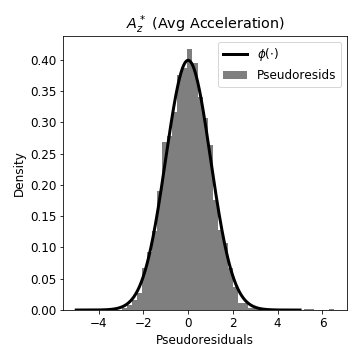 A_z^* (Avg Acceleration)
ϕ(·)
Pseudoresids
0.40
0.35
0.30
0.25
0.20
0.15
0.10
0.05
0.00
Density
−4 −2 0 2 4 6
Pseudoresiduals